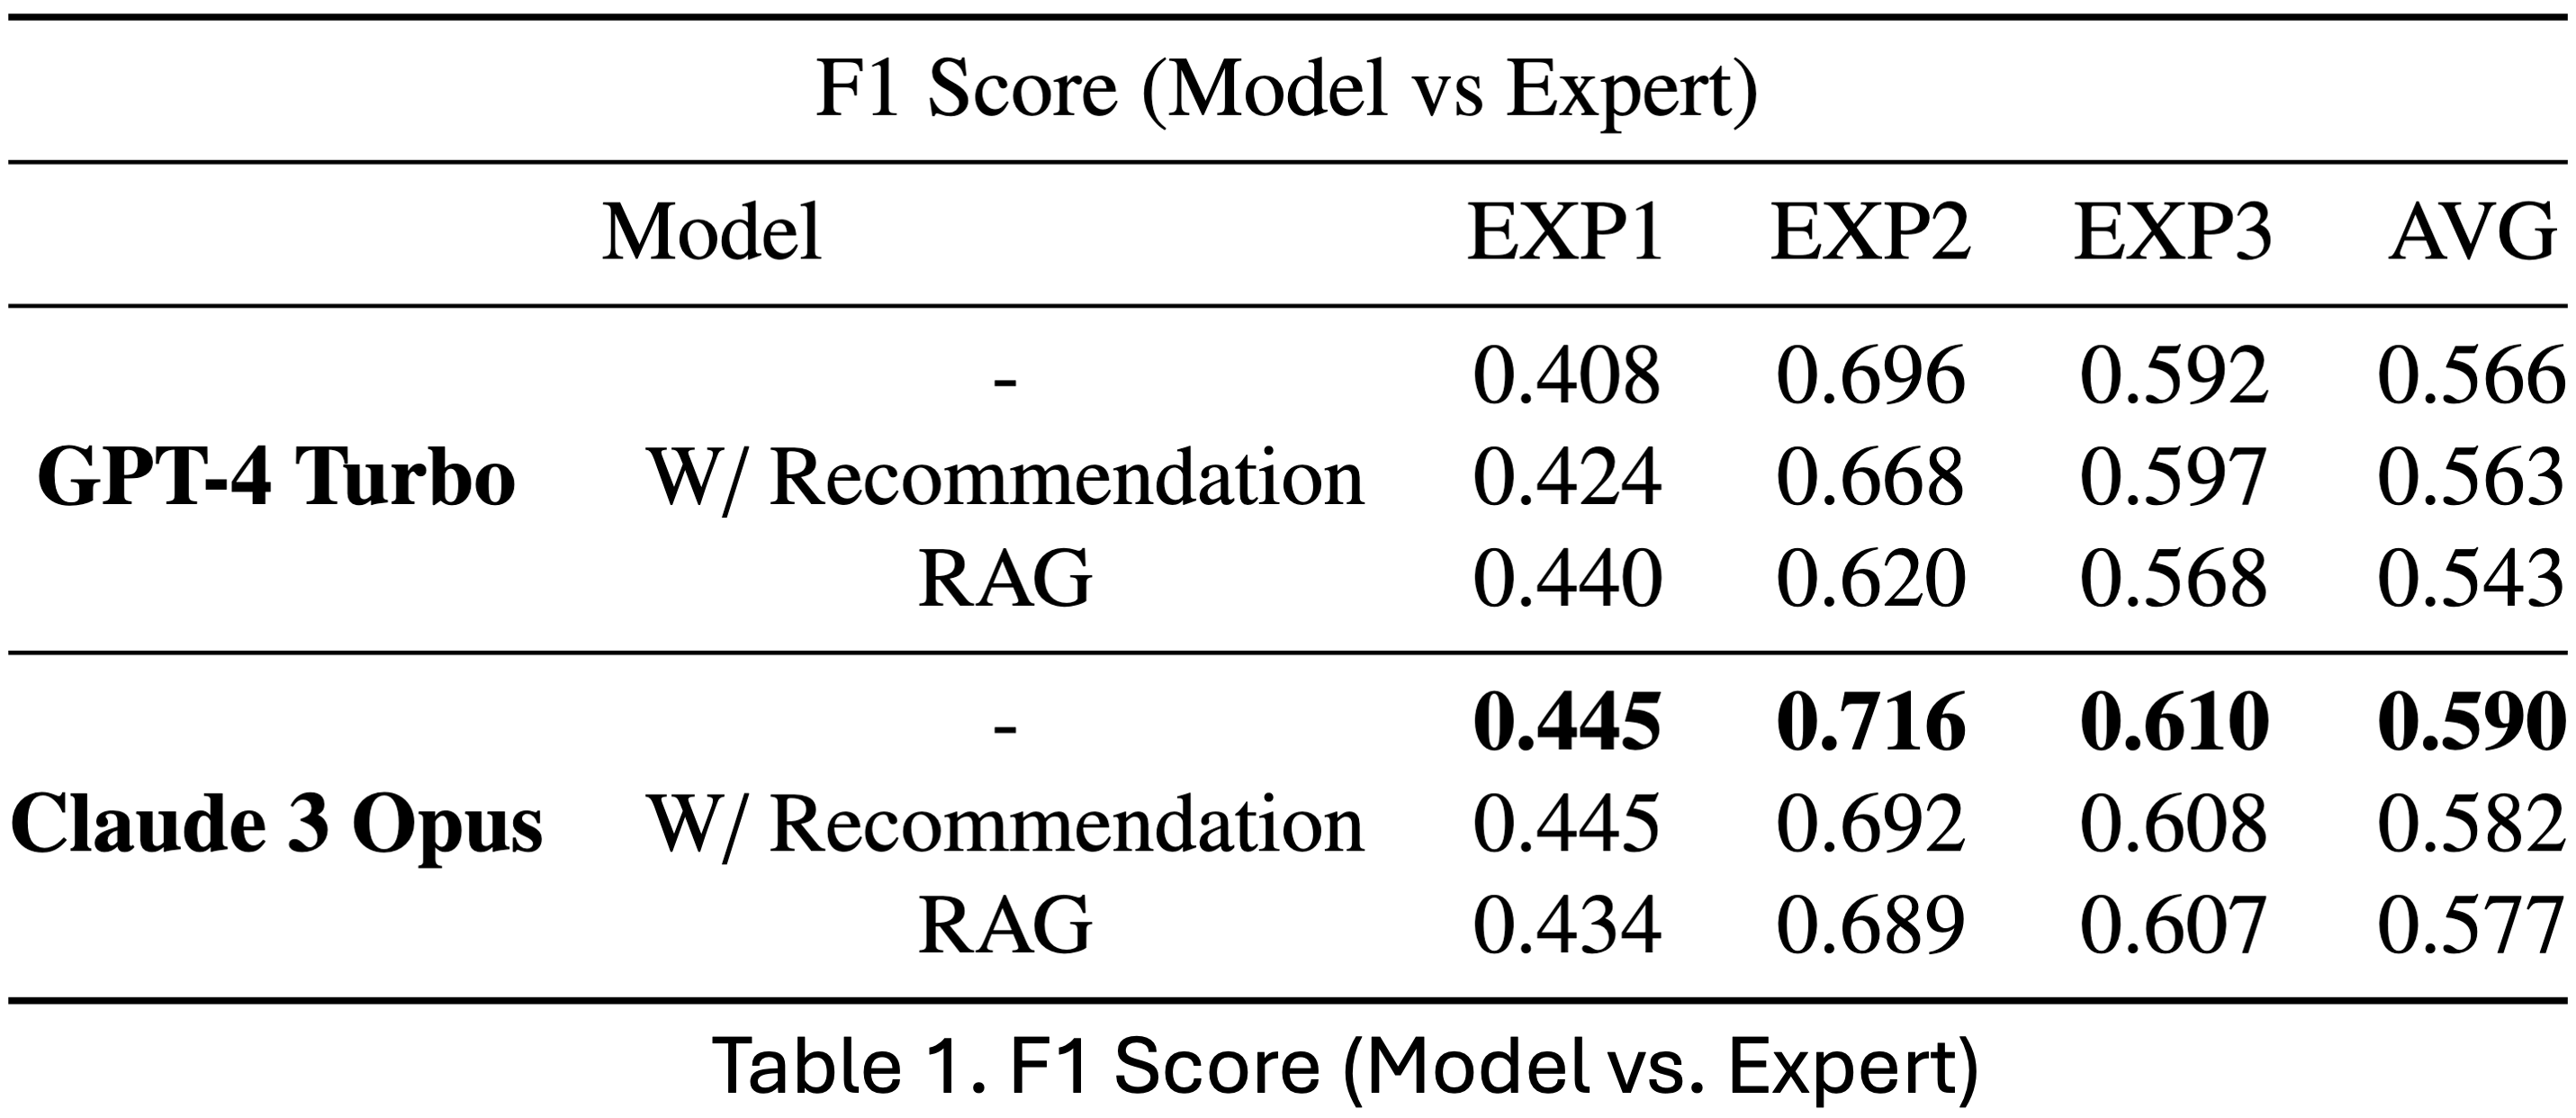 F1 Score (Model vs Expert)
Model EXP1 EXP2 EXP3 AVG
- 0.408 0.696 0.592 0.566
GPT-4 Turbo W/ Recommendation 0.424 0.668 0.597 0.563
RAG 0.440 0.620 0.568 0.543
- 0.445 0.716 0.610 0.590
Claude 3 Opus W/ Recommendation 0.445 0.692 0.608 0.582
RAG 0.434 0.689 0.607 0.577
Table 1. F1 Score (Model vs. Expert)